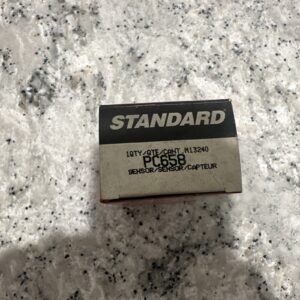 STANDARD
1QTY/QTE/CANT M13240
PC658
SENSOR/SENSOR/CAPTEUR